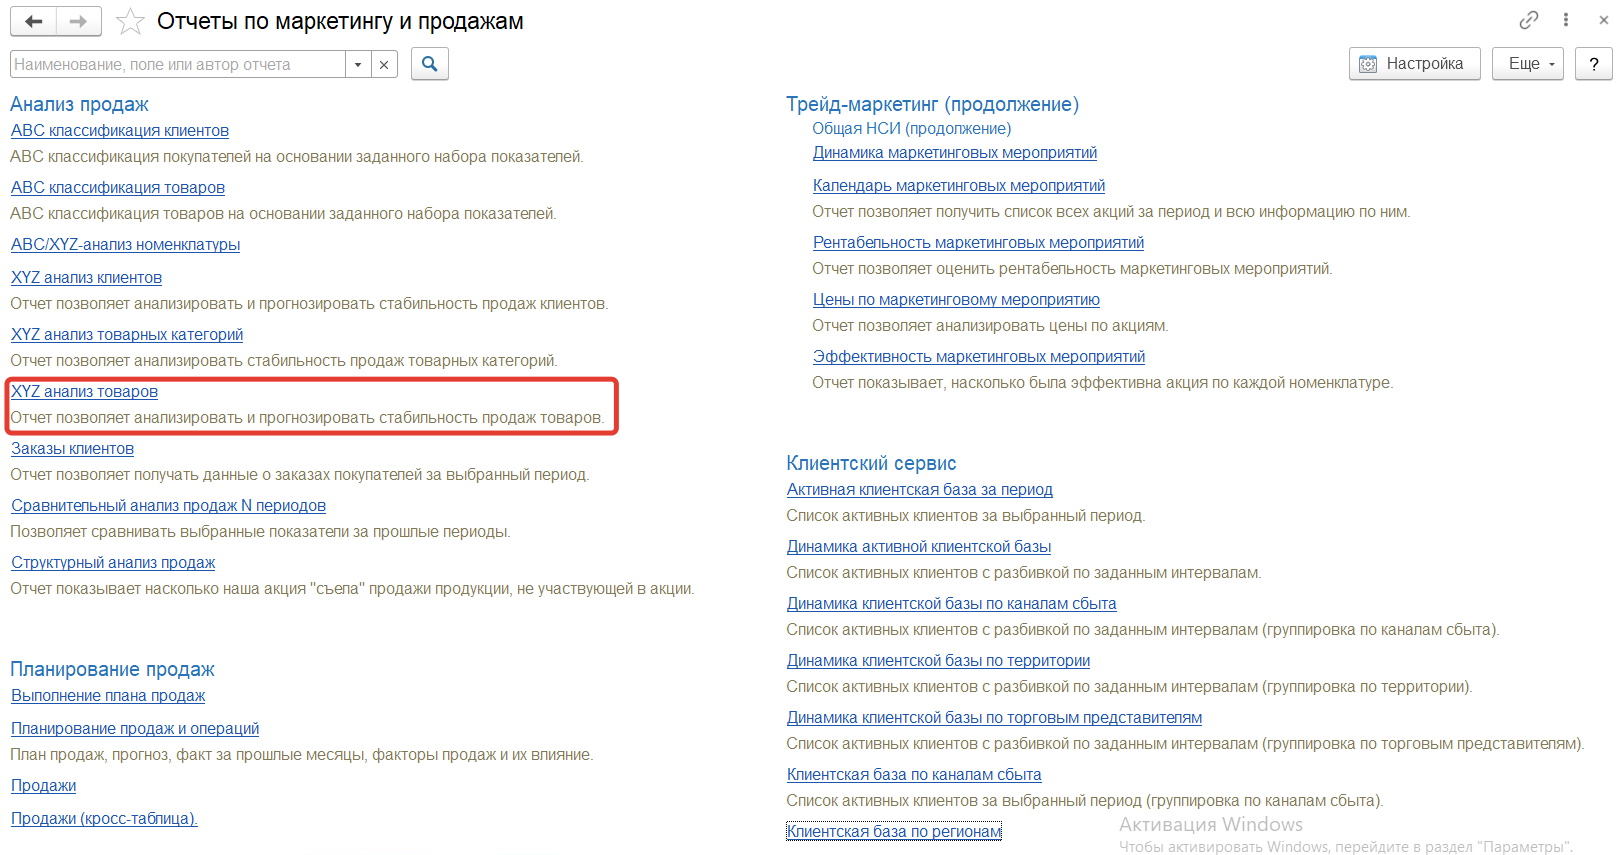 Отчеты по маркетингу и продажам
Наименование, поле или автор отчета
Настройка
Еще
?
Анализ продаж
ABC классификация клиентов
ABC классификация покупателей на основании заданного набора показателей.
ABC классификация товаров
ABC классификация товаров на основании заданного набора показателей.
ABC/XYZ-анализ номенклатуры
XYZ анализ клиентов
Отчет позволяет анализировать и прогнозировать стабильность продаж клиентов.
XYZ анализ товарных категорий
Отчет позволяет анализировать стабильность продаж товарных категорий.
XYZ анализ товаров
Отчет позволяет анализировать и прогнозировать стабильность продаж товаров.
Заказы клиентов
Отчет позволяет получать данные о заказах покупателей за выбранный период.
Сравнительный анализ продаж N периодов
Позволяет сравнивать выбранные показатели за прошлые периоды.
Структурный анализ продаж
Отчет показывает насколько наша акция "съела" продажи продукции, не участвующей в акции.
Планирование продаж
Выполнение плана продаж
Планирование продаж и операций
План продаж, прогноз, факт за прошлые месяцы, факторы продаж и их влияние.
Продажи
Продажи (кросс-таблица).
Трейд-маркетинг (продолжение)
Общая НСИ (продолжение)
Динамика маркетинговых мероприятий
Календарь маркетинговых мероприятий
Отчет позволяет получить список всех акций за период и всю информацию по ним.
Рентабельность маркетинговых мероприятий
Отчет позволяет оценить рентабельность маркетинговых мероприятий.
Цены по маркетинговому мероприятию
Отчет позволяет анализировать цены по акциям.
Эффективность маркетинговых мероприятий
Отчет показывает, насколько была эффективна акция по каждой номенклатуре.
Клиентский сервис
Активная клиентская база за период
Список активных клиентов за выбранный период.
Динамика активной клиентской базы
Список активных клиентов с разбивкой по заданным интервалам.
Динамика клиентской базы по каналам сбыта
Список активных клиентов с разбивкой по заданным интервалам (группировка по каналам сбыта).
Динамика клиентской базы по территории
Список активных клиентов с разбивкой по заданным интервалам (группировка по территории).
Динамика клиентской базы по торговым представителям
Список активных клиентов с разбивкой по заданным интервалам (группировка по торговым представителям).
Клиентская база по каналам сбыта
Список активных клиентов за выбранный период (группировка по каналам сбыта).
Клиентская база по регионам
Активация Windows
Чтобы активировать Windows, перейдите в раздел "Параметры".